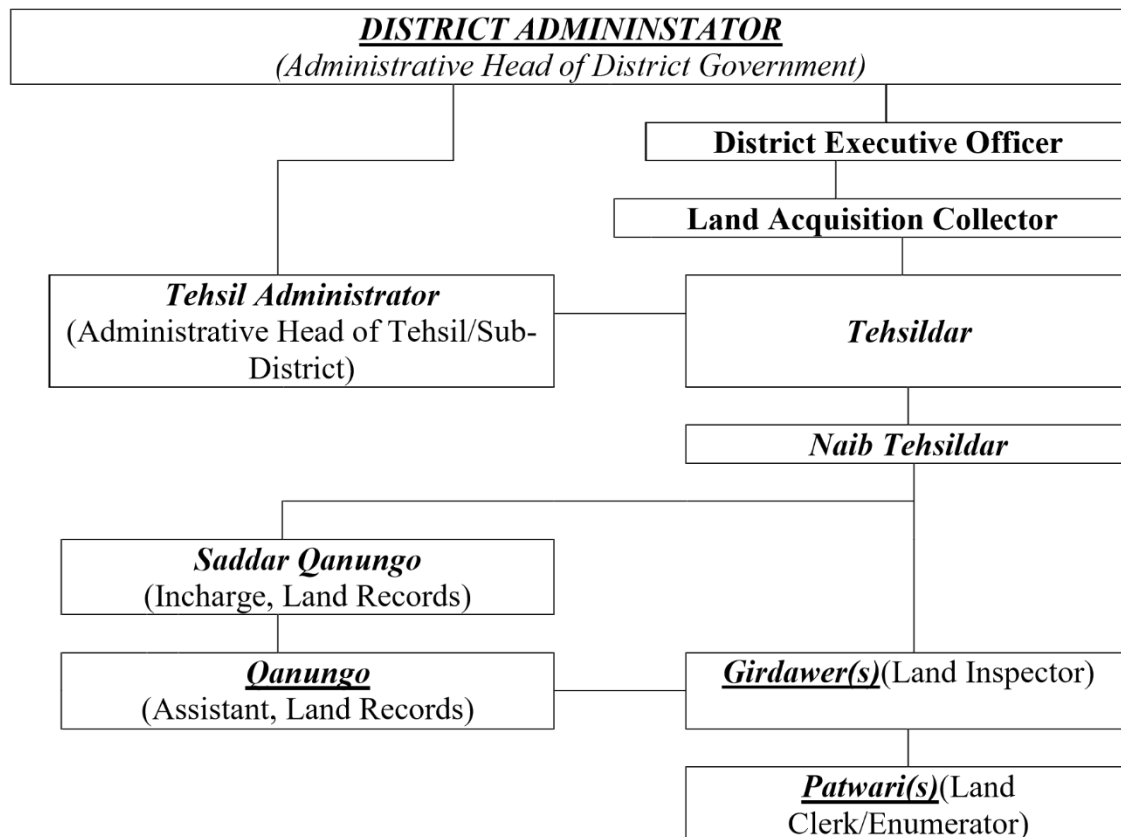 DISTRICT ADMININSTATOR
(Administrative Head of District Government)
District Executive Officer
Land Acquisition Collector
Tehsil Administrator
(Administrative Head of Tehsil/Sub-
District)
Tehsildar
Naib Tehsildar
Saddar Qanungo
(Incharge, Land Records)
Qanungo
(Assistant, Land Records)
Girdawer(s)(Land Inspector)
Patwari(s)(Land
Clerk/Enumerator)